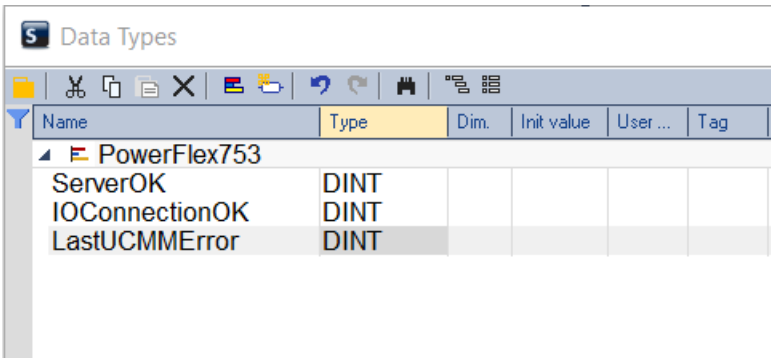 S Data Types
Name Type Dim. Init value User ... Tag
PowerFlex753
ServerOK DINT
IOConnectionOK DINT
LastUCMMError DINT